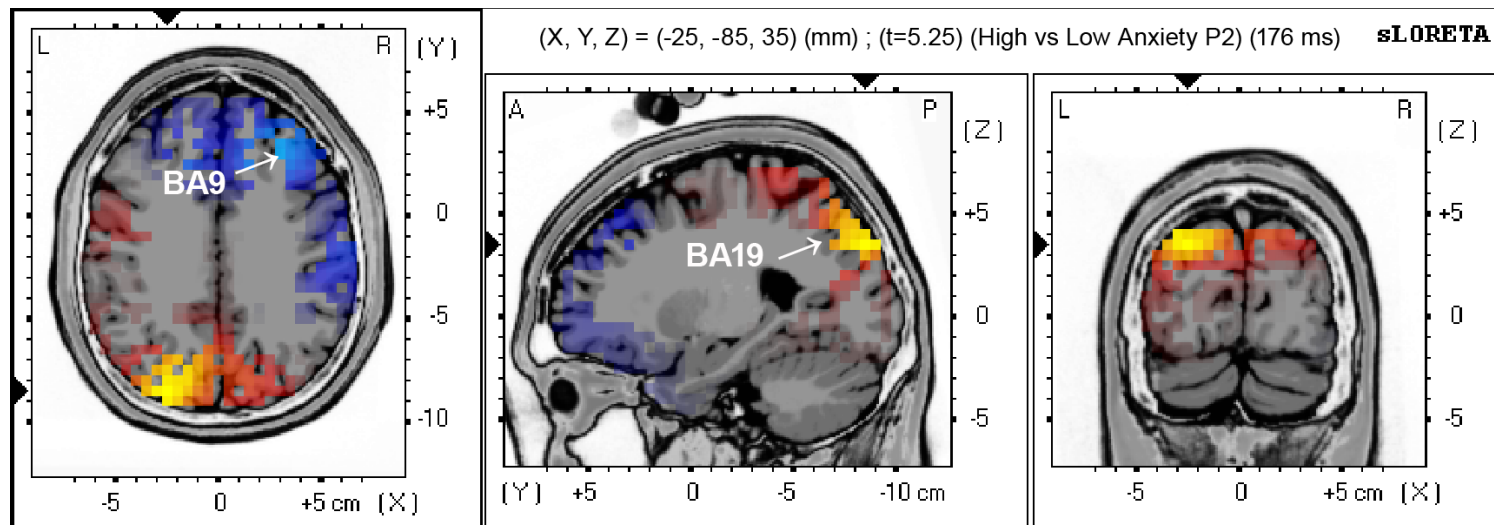 (X, Y, Z) = (-25, -85, 35) (mm) ; (t=5.25) (High vs Low Anxiety P2) (176 ms) sLORETA
L R (Y)
+5
0
-5
-10
BA9
-5 0 +5 cm (X)
A P (Z)
+5
0
-5
BA19
(Y) +5 0 -5 -10 cm
L R (Z)
+5
0
-5
-5 0 +5 cm (X)